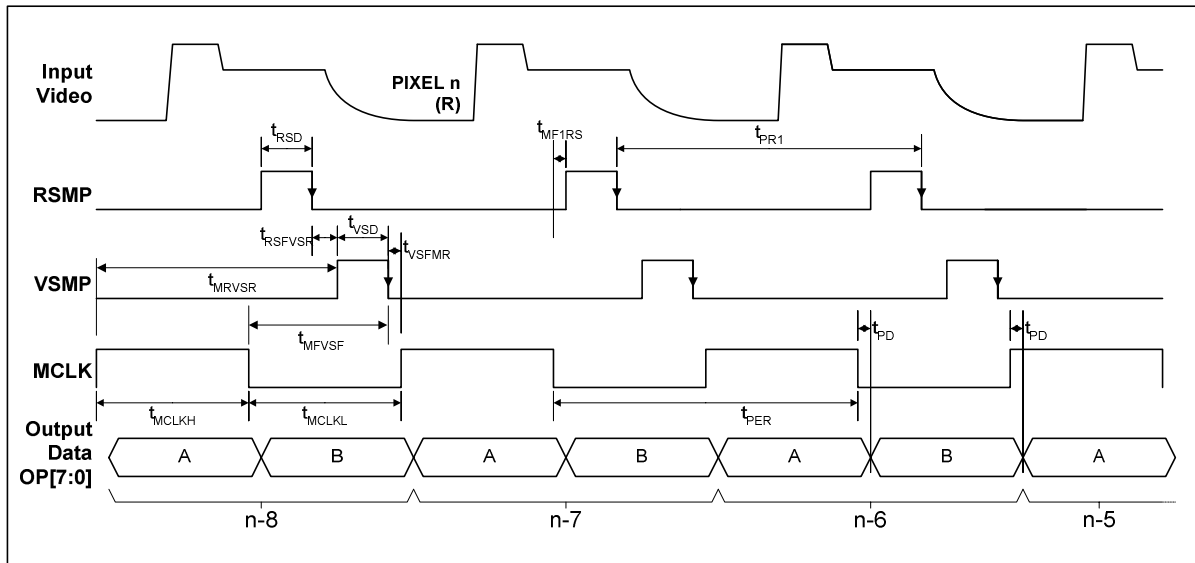 Input Video
PIXEL n (R)
tRSD
tMF1RS
tPR1
RSMP
tRSFVSR
tVSD
tVSFMR
tMRVSR
VSMP
tMFVSF
tPD
tPD
MCLK
tMCLKH
tMCLKL
tPER
Output Data OP[7:0]
A
B
A
B
A
B
A
n-8
n-7
n-6
n-5